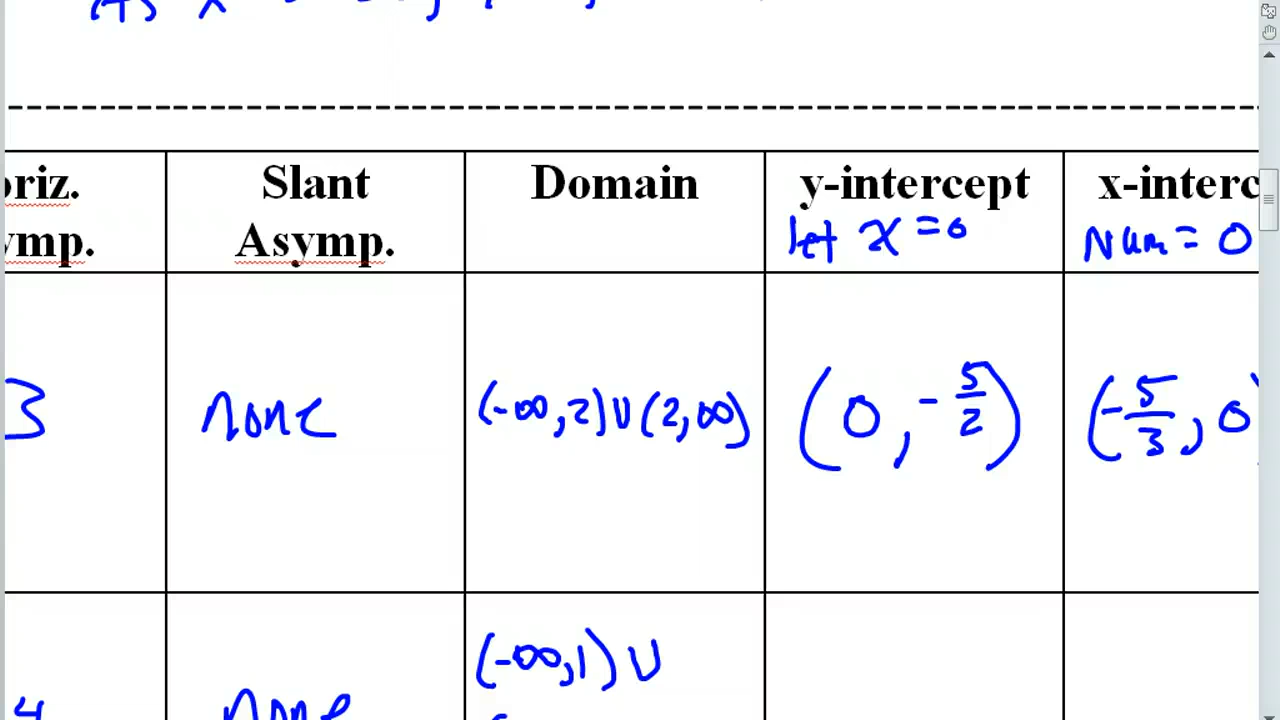 oriz. Slant Domain y-intercept x-interc
ymp. Asymp. let x = 0 Num = 0
3 none (-∞, 2) U (2, ∞) (0, -5/2) (-5/3, 0)
(-∞, 1) U
4 none